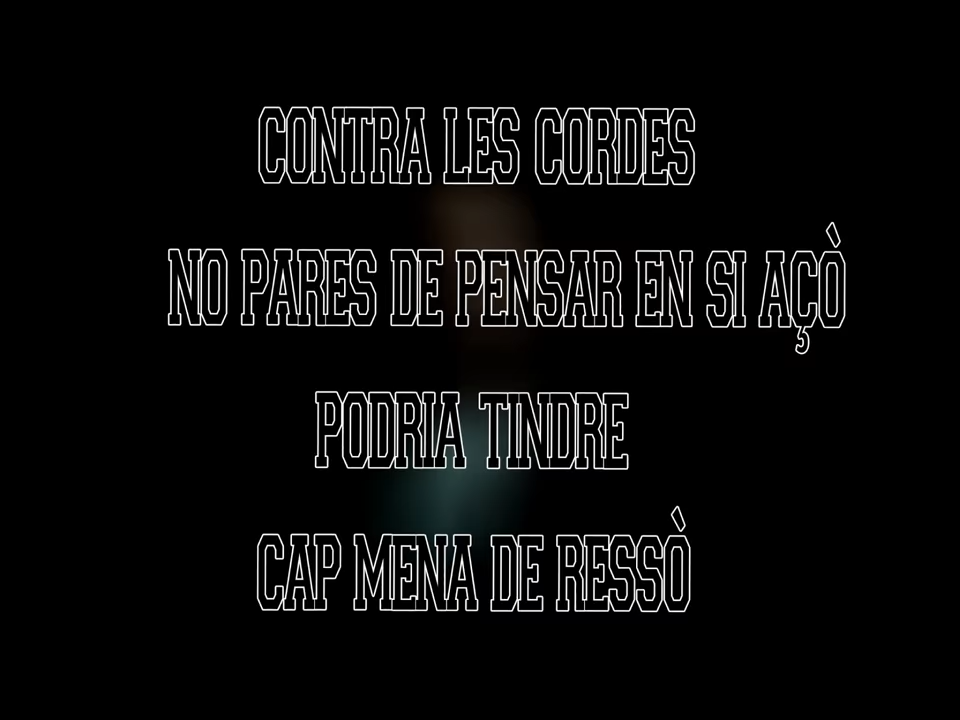 CONTRA LES CORDES
NO PARES DE PENSAR EN SI AÇÒ
PODRIA TINDRE
CAP MENA DE RESSÒ